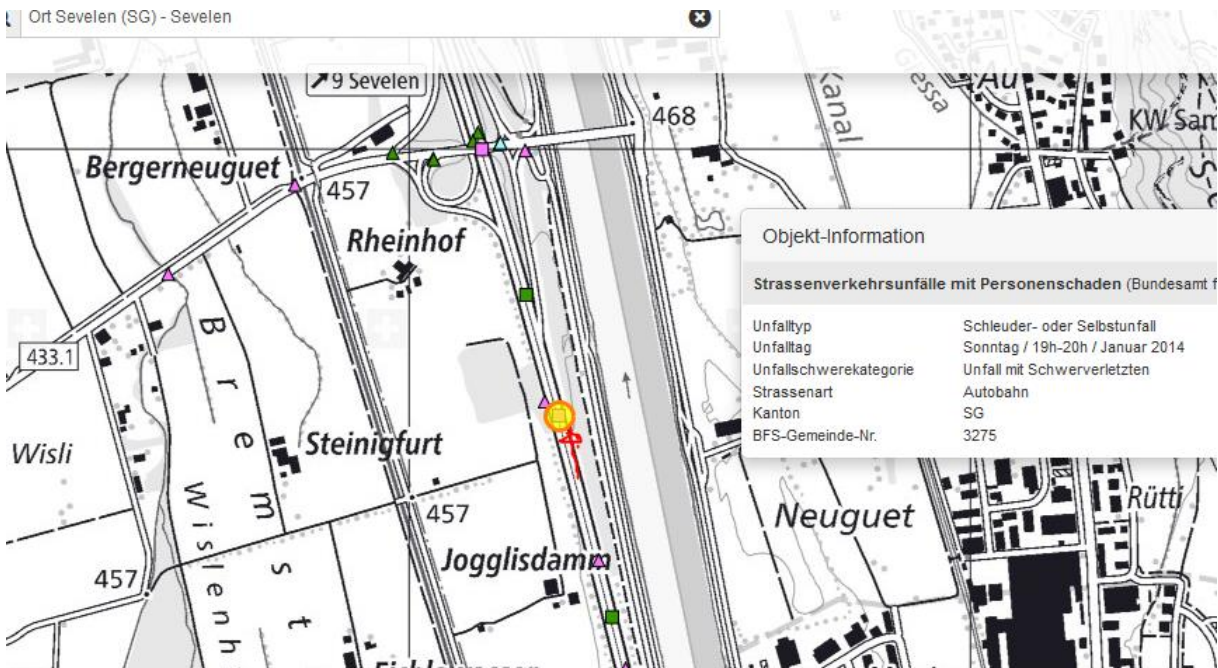 Ort Sevelen (SG) - Sevelen
9 Sevelen
Kanal
Giessa
Au
KW Sam
468
Bergerneuguet
457
Rheinhof
Objekt-Information
Strassenverkehrsunfälle mit Personenschaden (Bundesamt f
Unfalltyp Schleuder- oder Selbstunfall
Unfalltag Sonntag / 19h-20h / Januar 2014
Unfallschwerekategorie Unfall mit Schwerverletzten
Strassenart Autobahn
Kanton SG
BFS-Gemeinde-Nr. 3275
433.1
B r e m s t
Wisli
Steinigfurt
Wislenh
457
Neuguet
Rütti
Jogglisdamm
457